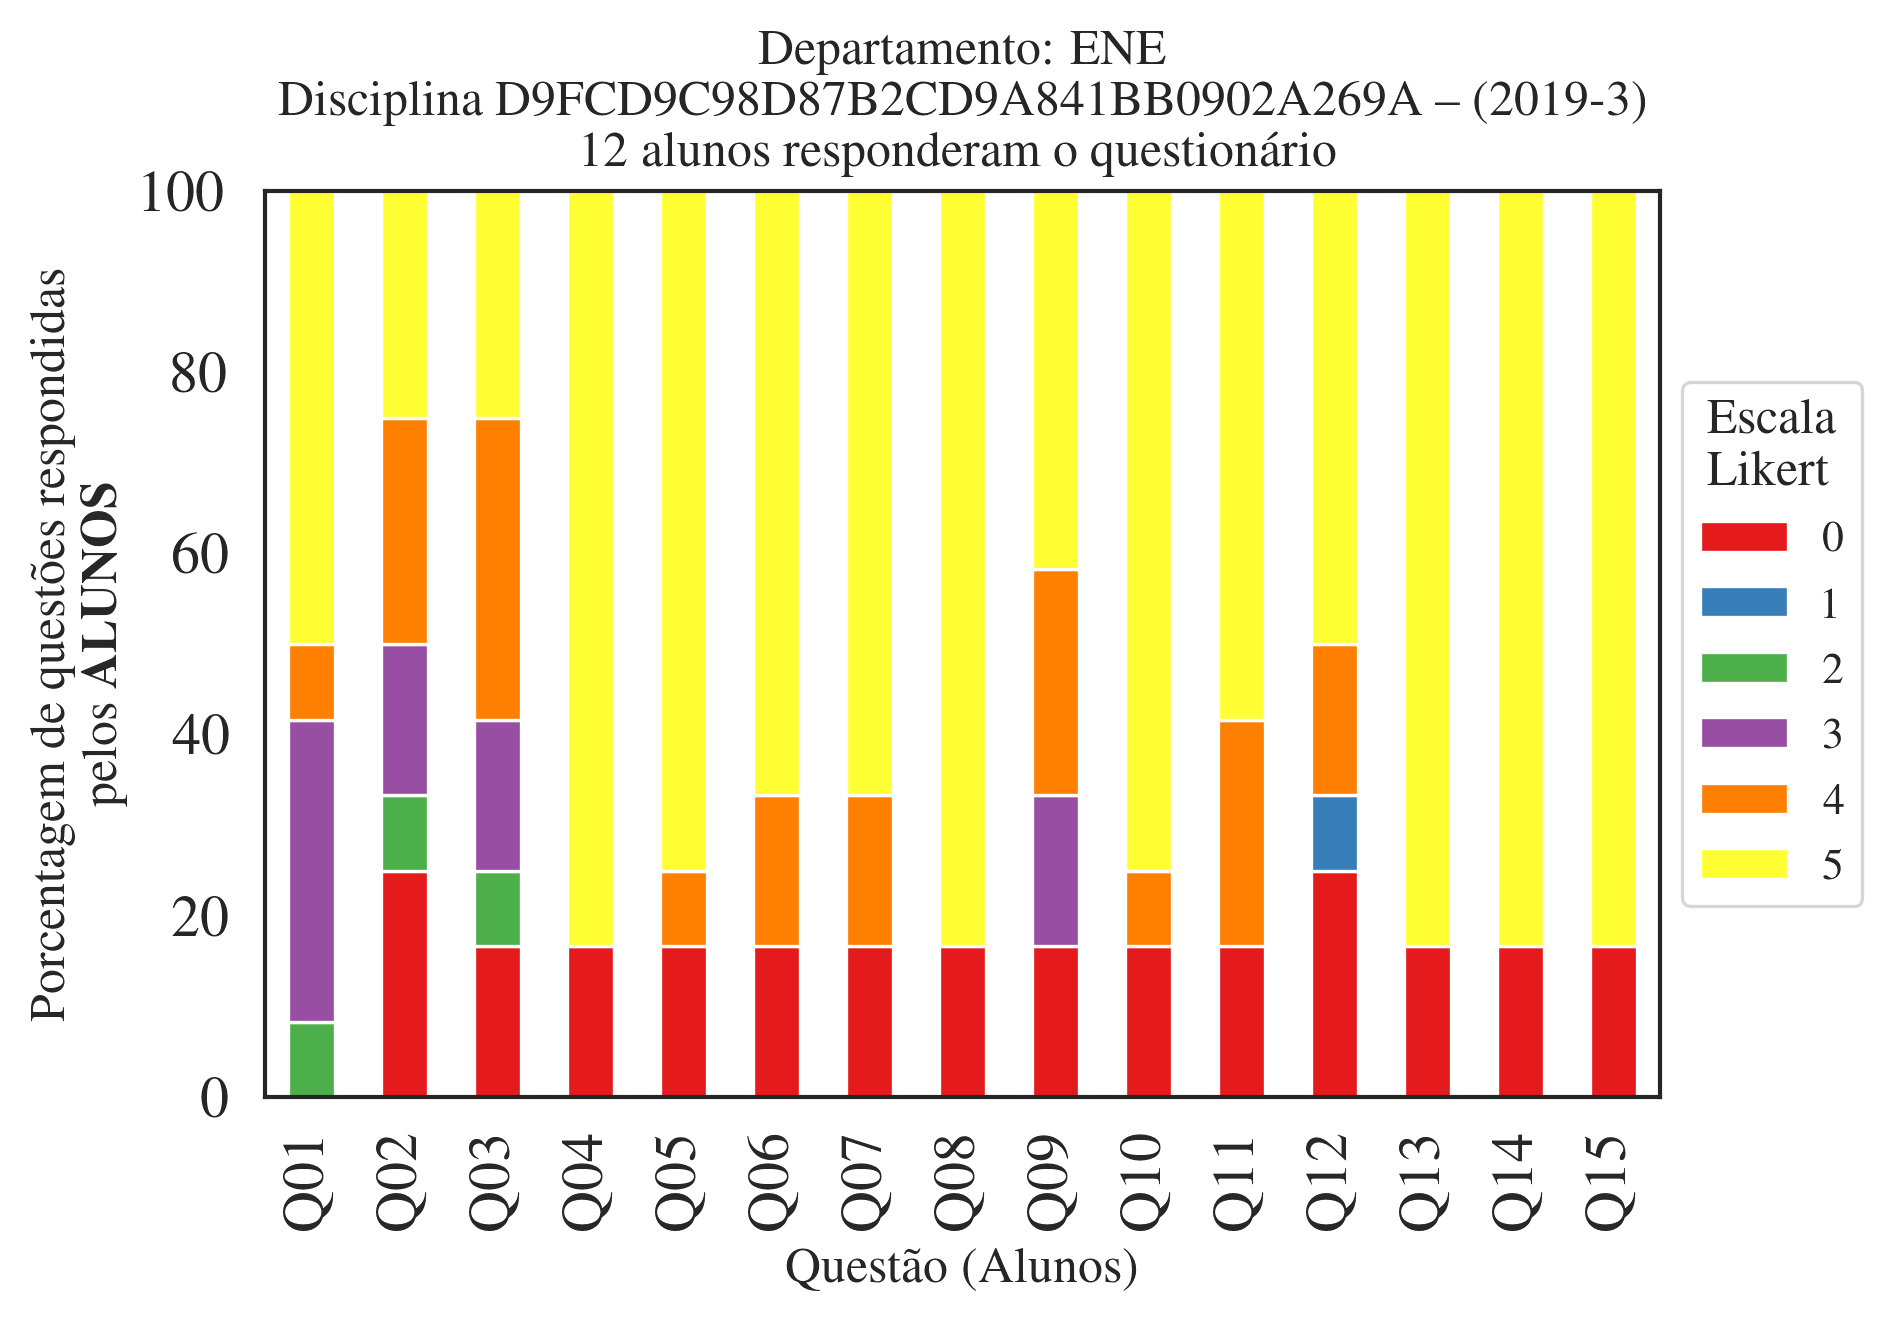 Departamento: ENE
Disciplina D9FCD9C98D87B2CD9A841BB0902A269A – (2019-3)
12 alunos responderam o questionário
Porcentagem de questões respondidas
pelos ALUNOS
100
80
60
40
20
0
Q01
Q02
Q03
Q04
Q05
Q06
Q07
Q08
Q09
Q10
Q11
Q12
Q13
Q14
Q15
Questão (Alunos)
Escala
Likert
0
1
2
3
4
5